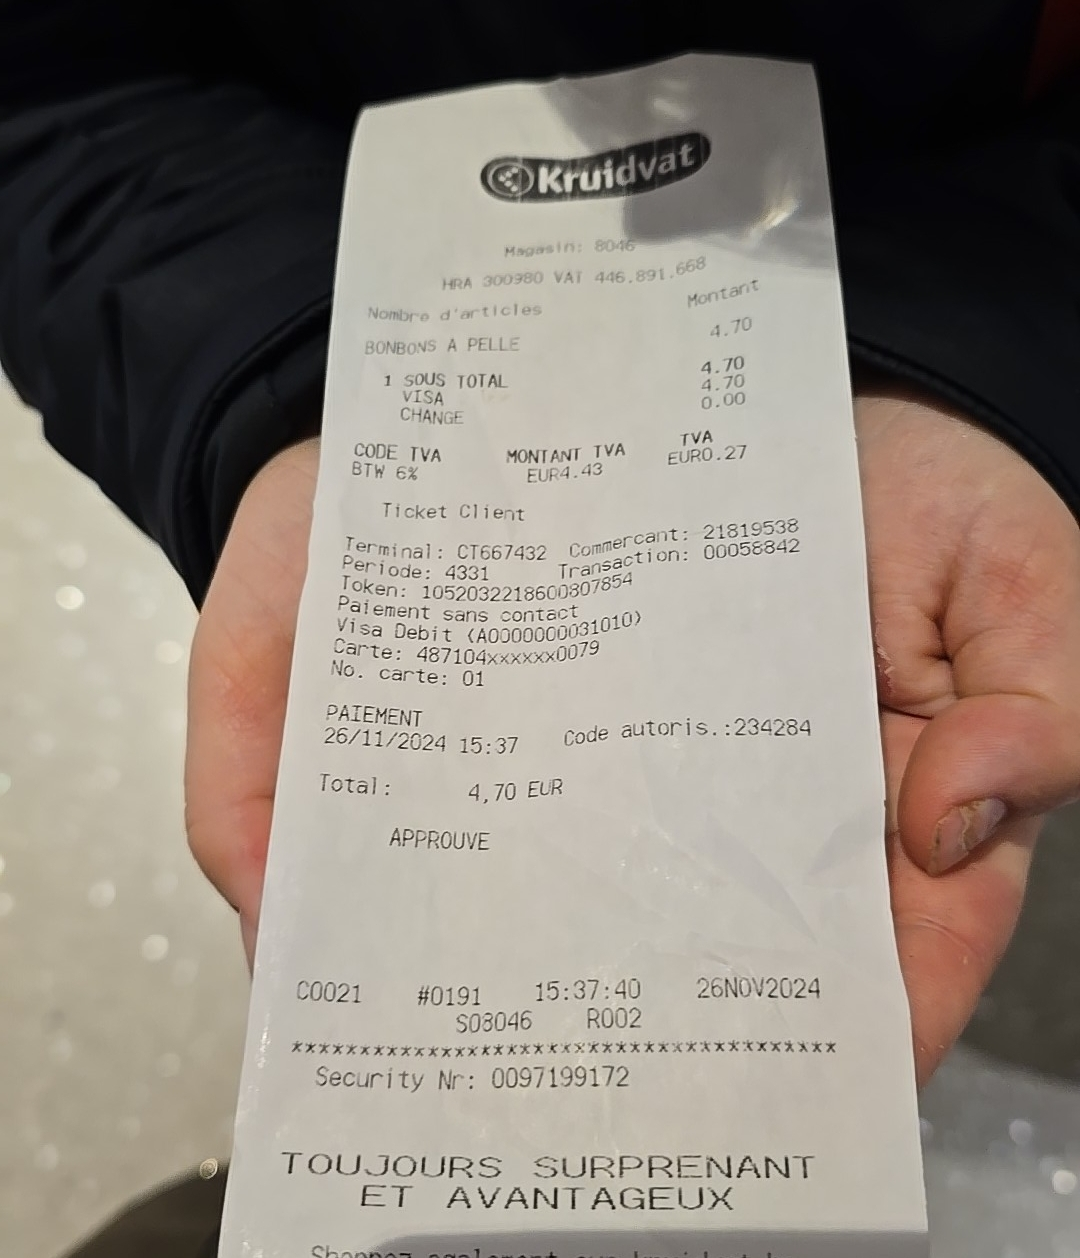 Kruidvat
Magasin: 8046
HRA 300980 VAT 446.891.668
Nombre d'articles Montant
BONBONS A PELLE 4.70
1 SOUS TOTAL 4.70
VISA 4.70
CHANGE 0.00
CODE TVA MONTANT TVA TVA
BTW 6% EUR4.43 EUR0.27
Ticket Client
Terminal: CT667432 Commercant: 21819538
Periode: 4331 Transaction: 00058842
Token: 1052032218600807854
Paiement sans contact
Visa Debit (A0000000031010)
Carte: 487104xxxxxx0079
No. carte: 01
PAIEMENT
26/11/2024 15:37 Code autoris.:234284
Total: 4,70 EUR
APPROUVE
C0021 #0191 15:37:40 26NOV2024
S08046 R002
****************************************
Security Nr: 0097199172
TOUJOURS SURPRENANT
ET AVANTAGEUX
Shoppez egalement